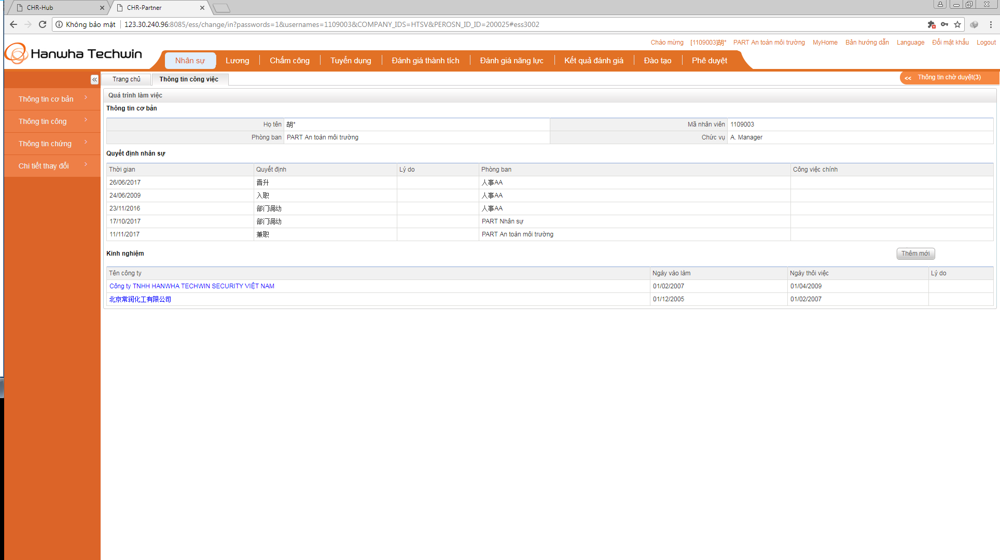 CHR-Hub
CHR-Partner
Không bảo mật
123.30.240.96:8085/ess/change/in?passwords=1&usernames=1109003&COMPANY_IDS=HTSV&PEROSN_ID_ID=200025#ess3002
Chào mừng [1109003]胡* PART An toàn môi trường MyHome Bản hướng dẫn Language Đổi mật khẩu Logout
Hanwha Techwin
Nhân sự Lương Chấm công Tuyển dụng Đánh giá thành tích Đánh giá năng lực Kết quả đánh giá Đào tạo Phê duyệt
Trang chủ Thông tin công việc
<< Thông tin chờ duyệt(3)
Thông tin cơ bản
Thông tin công
Thông tin chứng
Chi tiết thay đổi
Quá trình làm việc
Thông tin cơ bản
Họ tên 胡* Mã nhân viên 1109003
Phòng ban PART An toàn môi trường Chức vụ A. Manager
Quyết định nhân sự
Thời gian Quyết định Lý do Phòng ban Công việc chính
26/06/2017 晋升 人事AA
24/06/2009 入职 人事AA
23/11/2016 部门调动 人事AA
17/10/2017 部门调动 PART Nhân sự
11/11/2017 兼职 PART An toàn môi trường
Kinh nghiệm Thêm mới
Tên công ty Ngày vào làm Ngày thôi việc Lý do
Công ty TNHH HANWHA TECHWIN SECURITY VIỆT NAM 01/02/2007 01/04/2009
北京常润化工有限公司 01/12/2005 01/02/2007